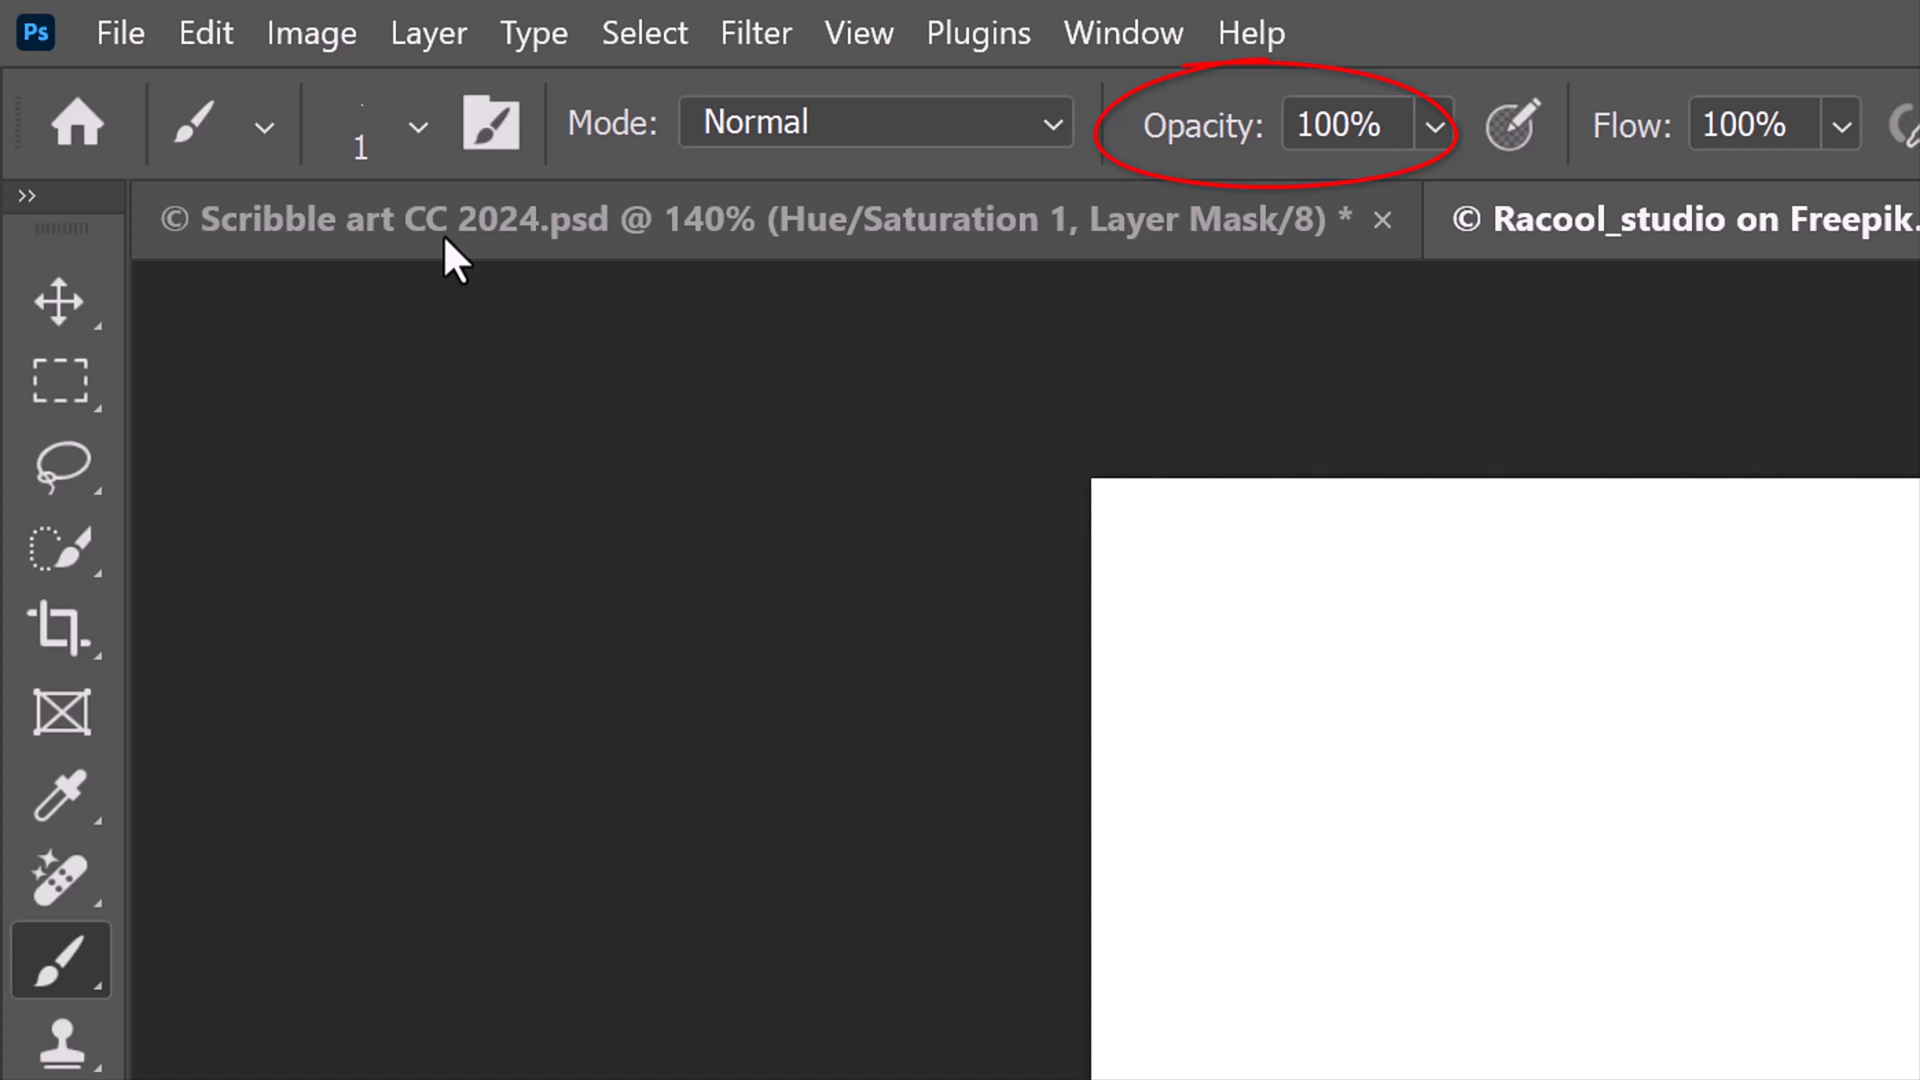 Ps File Edit Image Layer Type Select Filter View Plugins Window Help
1 Mode: Normal Opacity: 100% Flow: 100%
© Scribble art CC 2024.psd @ 140% (Hue/Saturation 1, Layer Mask/8) * × © Racool_studio on Freepik.